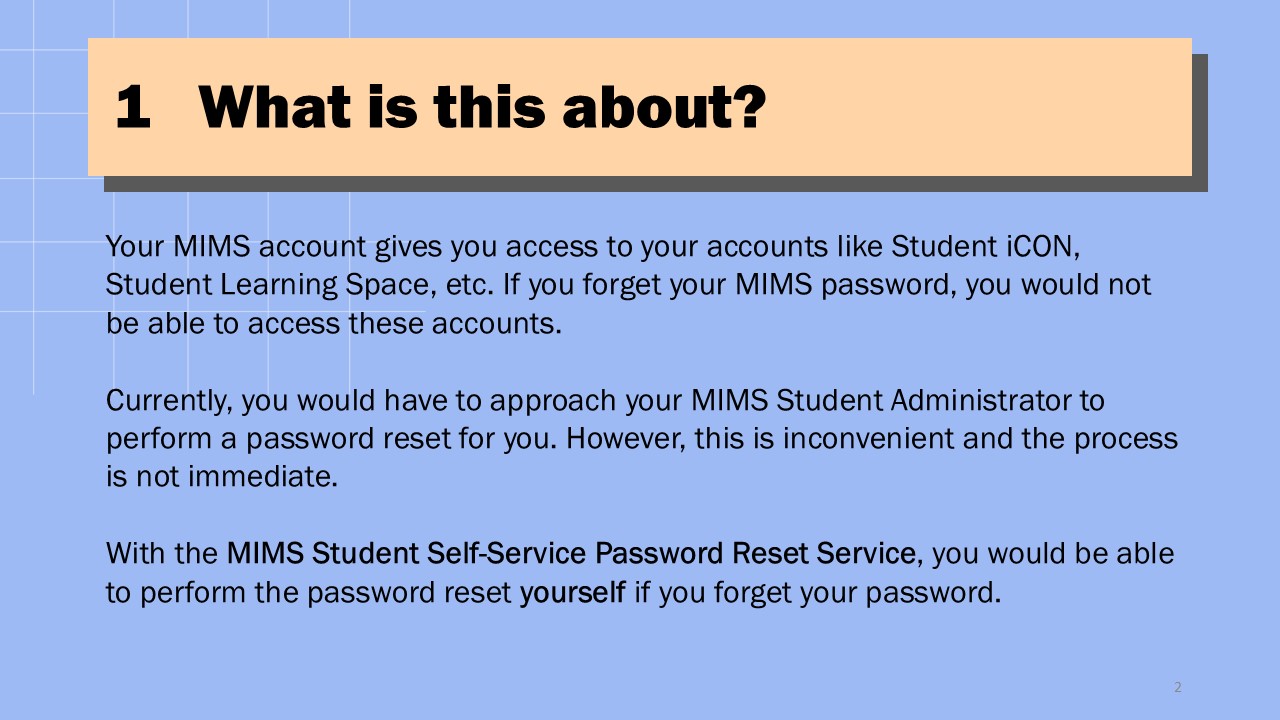 1 What is this about?
Your MIMS account gives you access to your accounts like Student iCON,
Student Learning Space, etc. If you forget your MIMS password, you would not
be able to access these accounts.
Currently, you would have to approach your MIMS Student Administrator to
perform a password reset for you. However, this is inconvenient and the process
is not immediate.
With the MIMS Student Self-Service Password Reset Service, you would be able
to perform the password reset yourself if you forget your password.
2